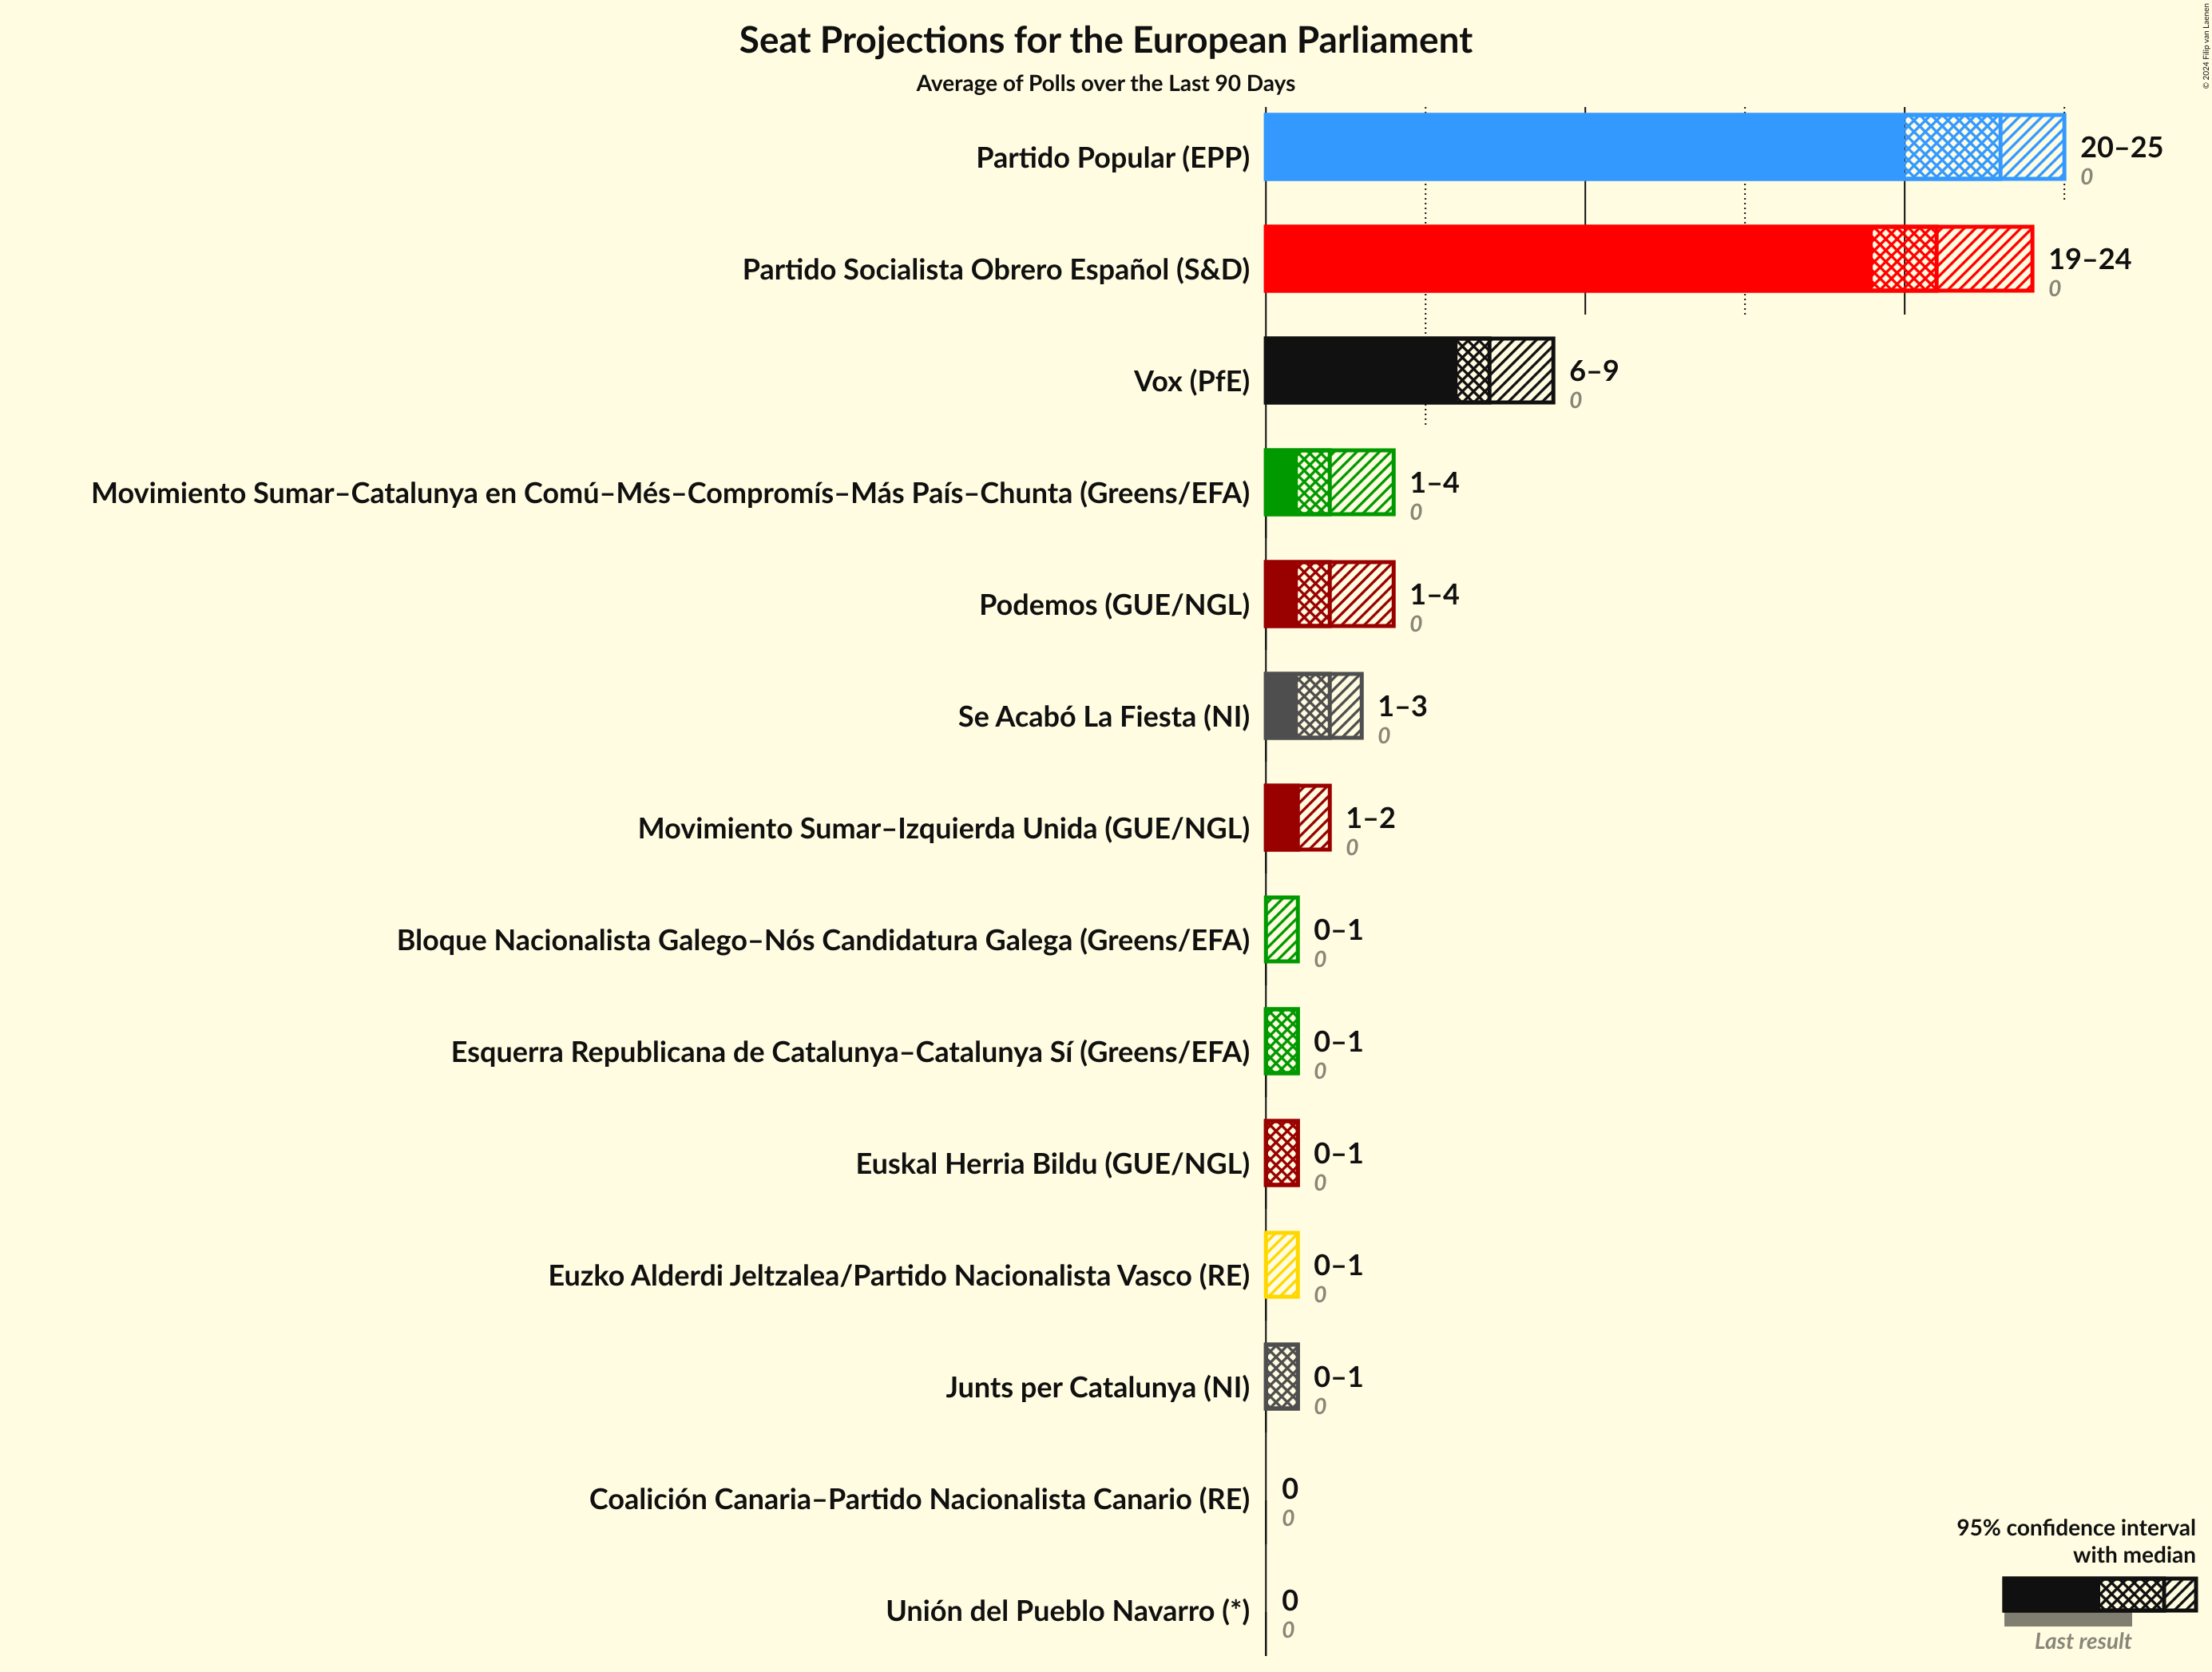 Seat Projections for the European Parliament
Average of Polls over the Last 90 Days
© 2024 Filip van Laenen
Partido Popular (EPP)
20–25
0
Partido Socialista Obrero Español (S&D)
19–24
0
Vox (PfE)
6–9
0
Movimiento Sumar–Catalunya en Comú–Més–Compromís–Más País–Chunta (Greens/EFA)
1–4
0
Podemos (GUE/NGL)
1–4
0
Se Acabó La Fiesta (NI)
1–3
0
Movimiento Sumar–Izquierda Unida (GUE/NGL)
1–2
0
Bloque Nacionalista Galego–Nós Candidatura Galega (Greens/EFA)
0–1
0
Esquerra Republicana de Catalunya–Catalunya Sí (Greens/EFA)
0–1
0
Euskal Herria Bildu (GUE/NGL)
0–1
0
Euzko Alderdi Jeltzalea/Partido Nacionalista Vasco (RE)
0–1
0
Junts per Catalunya (NI)
0–1
0
Coalición Canaria–Partido Nacionalista Canario (RE)
0
0
Unión del Pueblo Navarro (*)
0
0
95% confidence interval
with median
Last result